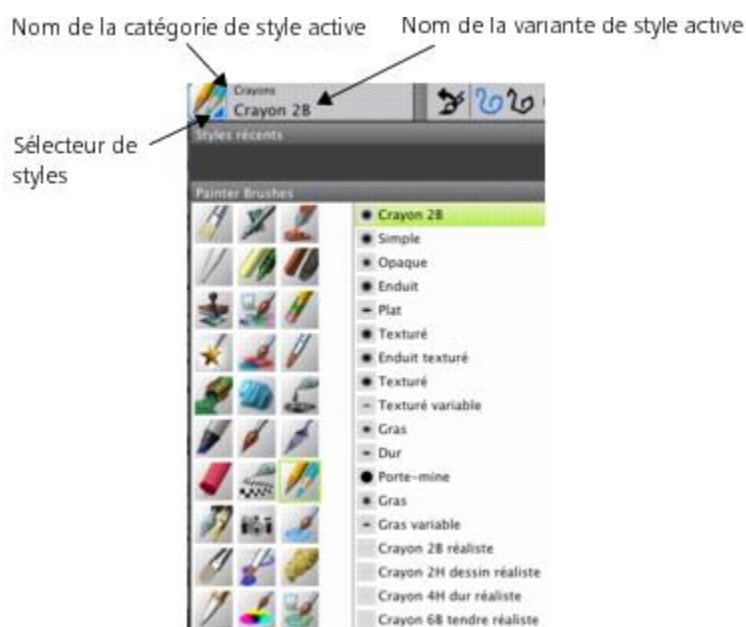 Nom de la catégorie de style active
Nom de la variante de style active
Crayons
Crayon 2B
Sélecteur de
styles
Styles récents
Painter Brushes
Crayon 2B
Simple
Opaque
Enduit
Plat
Texturé
Enduit texturé
Texturé
Texturé variable
Gras
Dur
Porte-mine
Gras
Gras variable
Crayon 2B réaliste
Crayon 2H dessin réaliste
Crayon 4H dur réaliste
Crayon 6B tendre réaliste